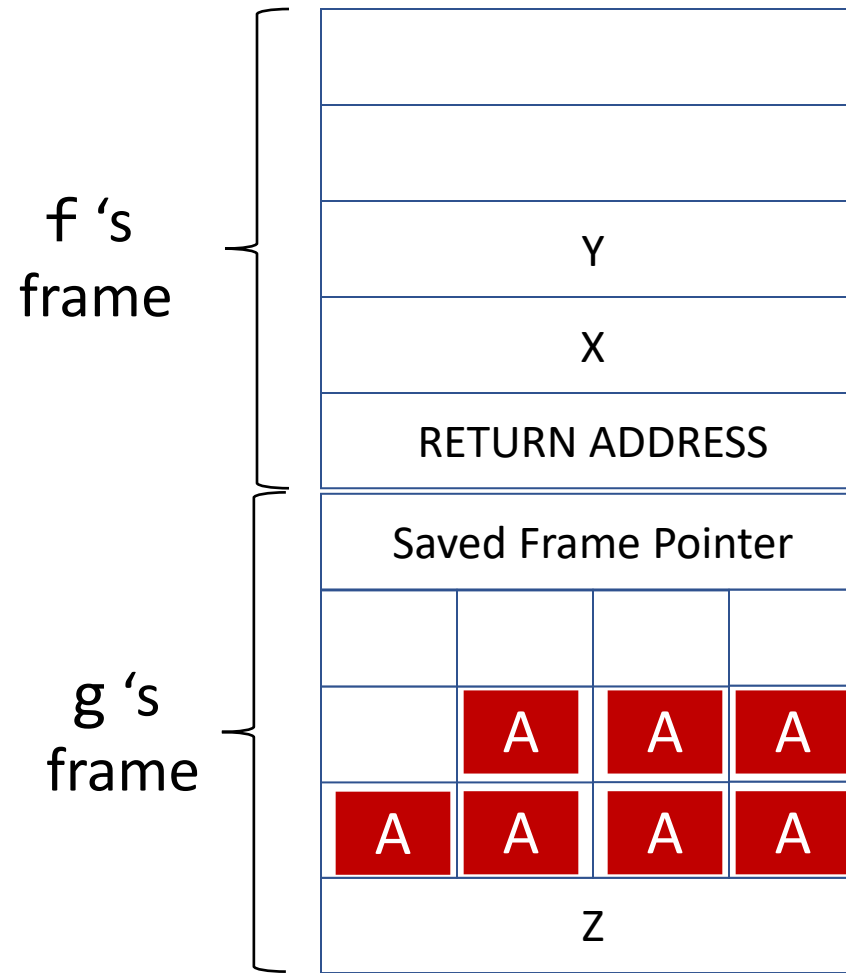 f ‘s
frame
Y
X
RETURN ADDRESS
Saved Frame Pointer
g ‘s
frame
A A A
A A A A
Z